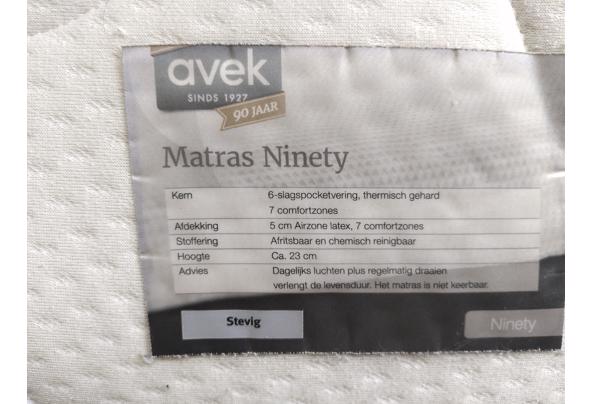 avek
SINDS 1927
90 JAAR
Matras Ninety
Kern 6-slagspocketvering, thermisch gehard
7 comfortzones
Afdekking 5 cm Airzone latex, 7 comfortzones
Stoffering Afritsbaar en chemisch reinigbaar
Hoogte Ca. 23 cm
Advies Dagelijks luchten plus regelmatig draaien
verlengt de levensduur. Het matras is niet keerbaar.
Stevig Ninety